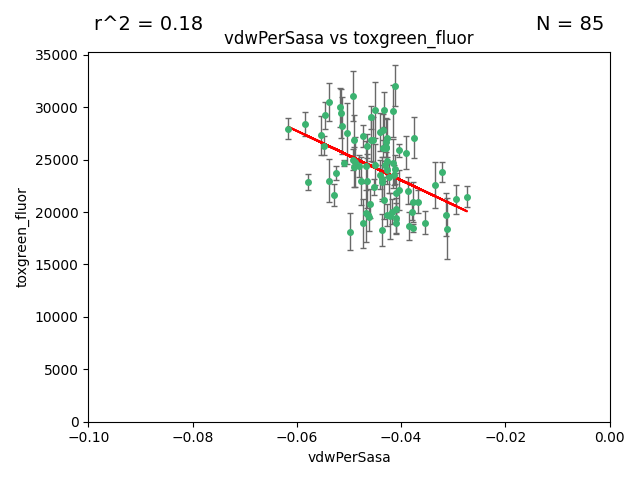 r^2 = 0.18
N = 85
vdwPerSasa vs toxgreen_fluor
35000
30000
25000
20000
15000
10000
5000
0
toxgreen_fluor
−0.10
−0.08
−0.06
−0.04
−0.02
0.00
vdwPerSasa